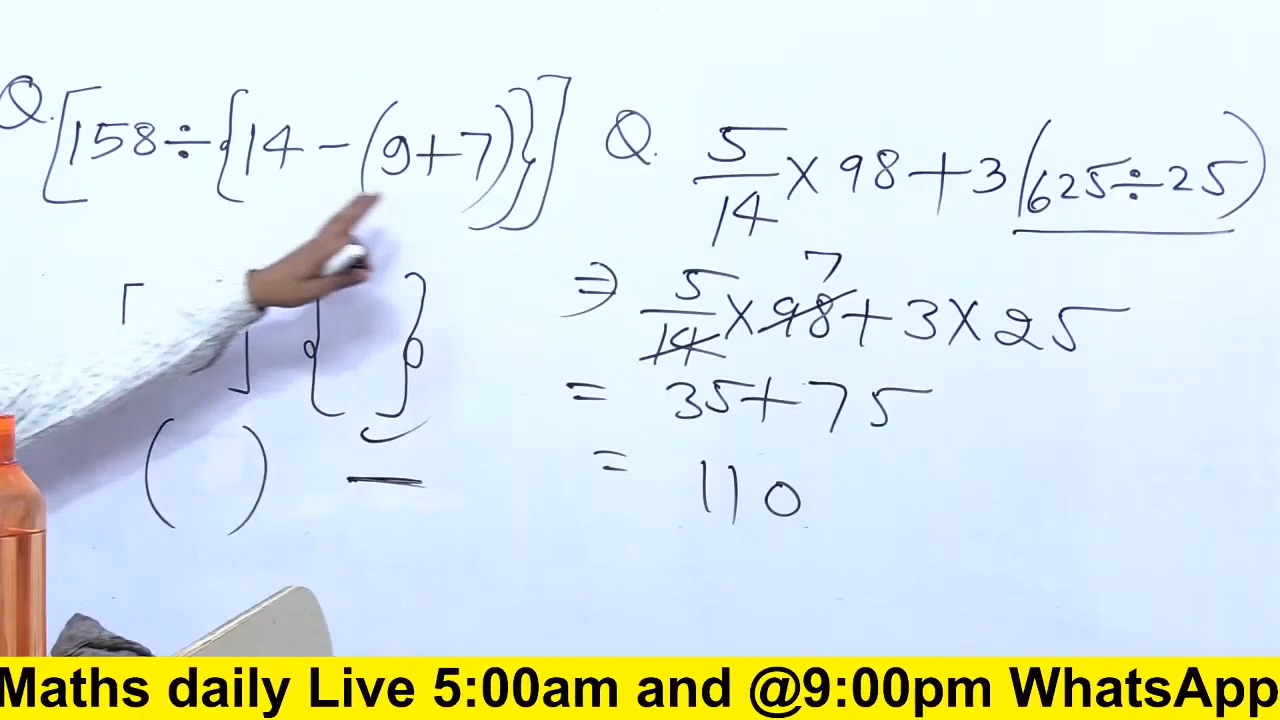 Q. [158÷{14-(9+7)}]
[ ] { }
( ) —
Q. 5/14 × 98 + 3(625÷25)
⇒ 5/14 × 98 7 + 3 × 25
= 35 + 75
= 110
Maths daily Live 5:00am and @9:00pm WhatsApp